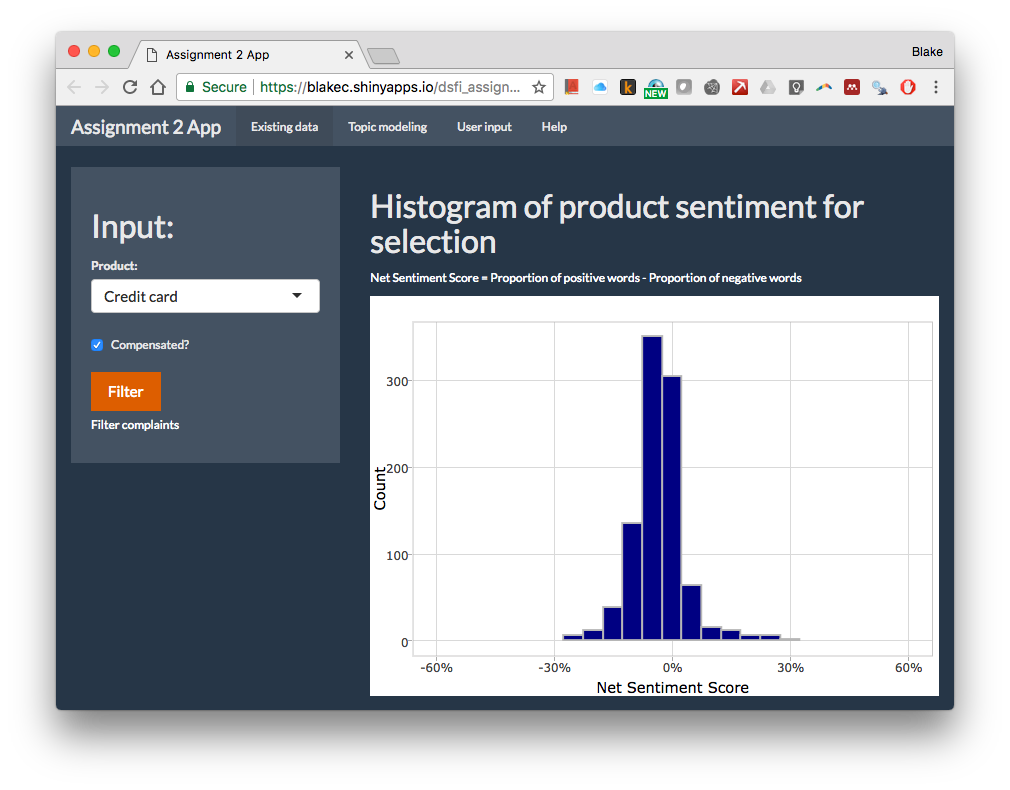 Assignment 2 App
Blake
Secure https://blakec.shinyapps.io/dsfi_assign...
NEW
Assignment 2 App Existing data Topic modeling User input Help
Input:
Product:
Credit card
Compensated?
Filter
Filter complaints
Histogram of product sentiment for
selection
Net Sentiment Score = Proportion of positive words - Proportion of negative words
300
200
100
0
Count
-60% -30% 0% 30% 60%
Net Sentiment Score